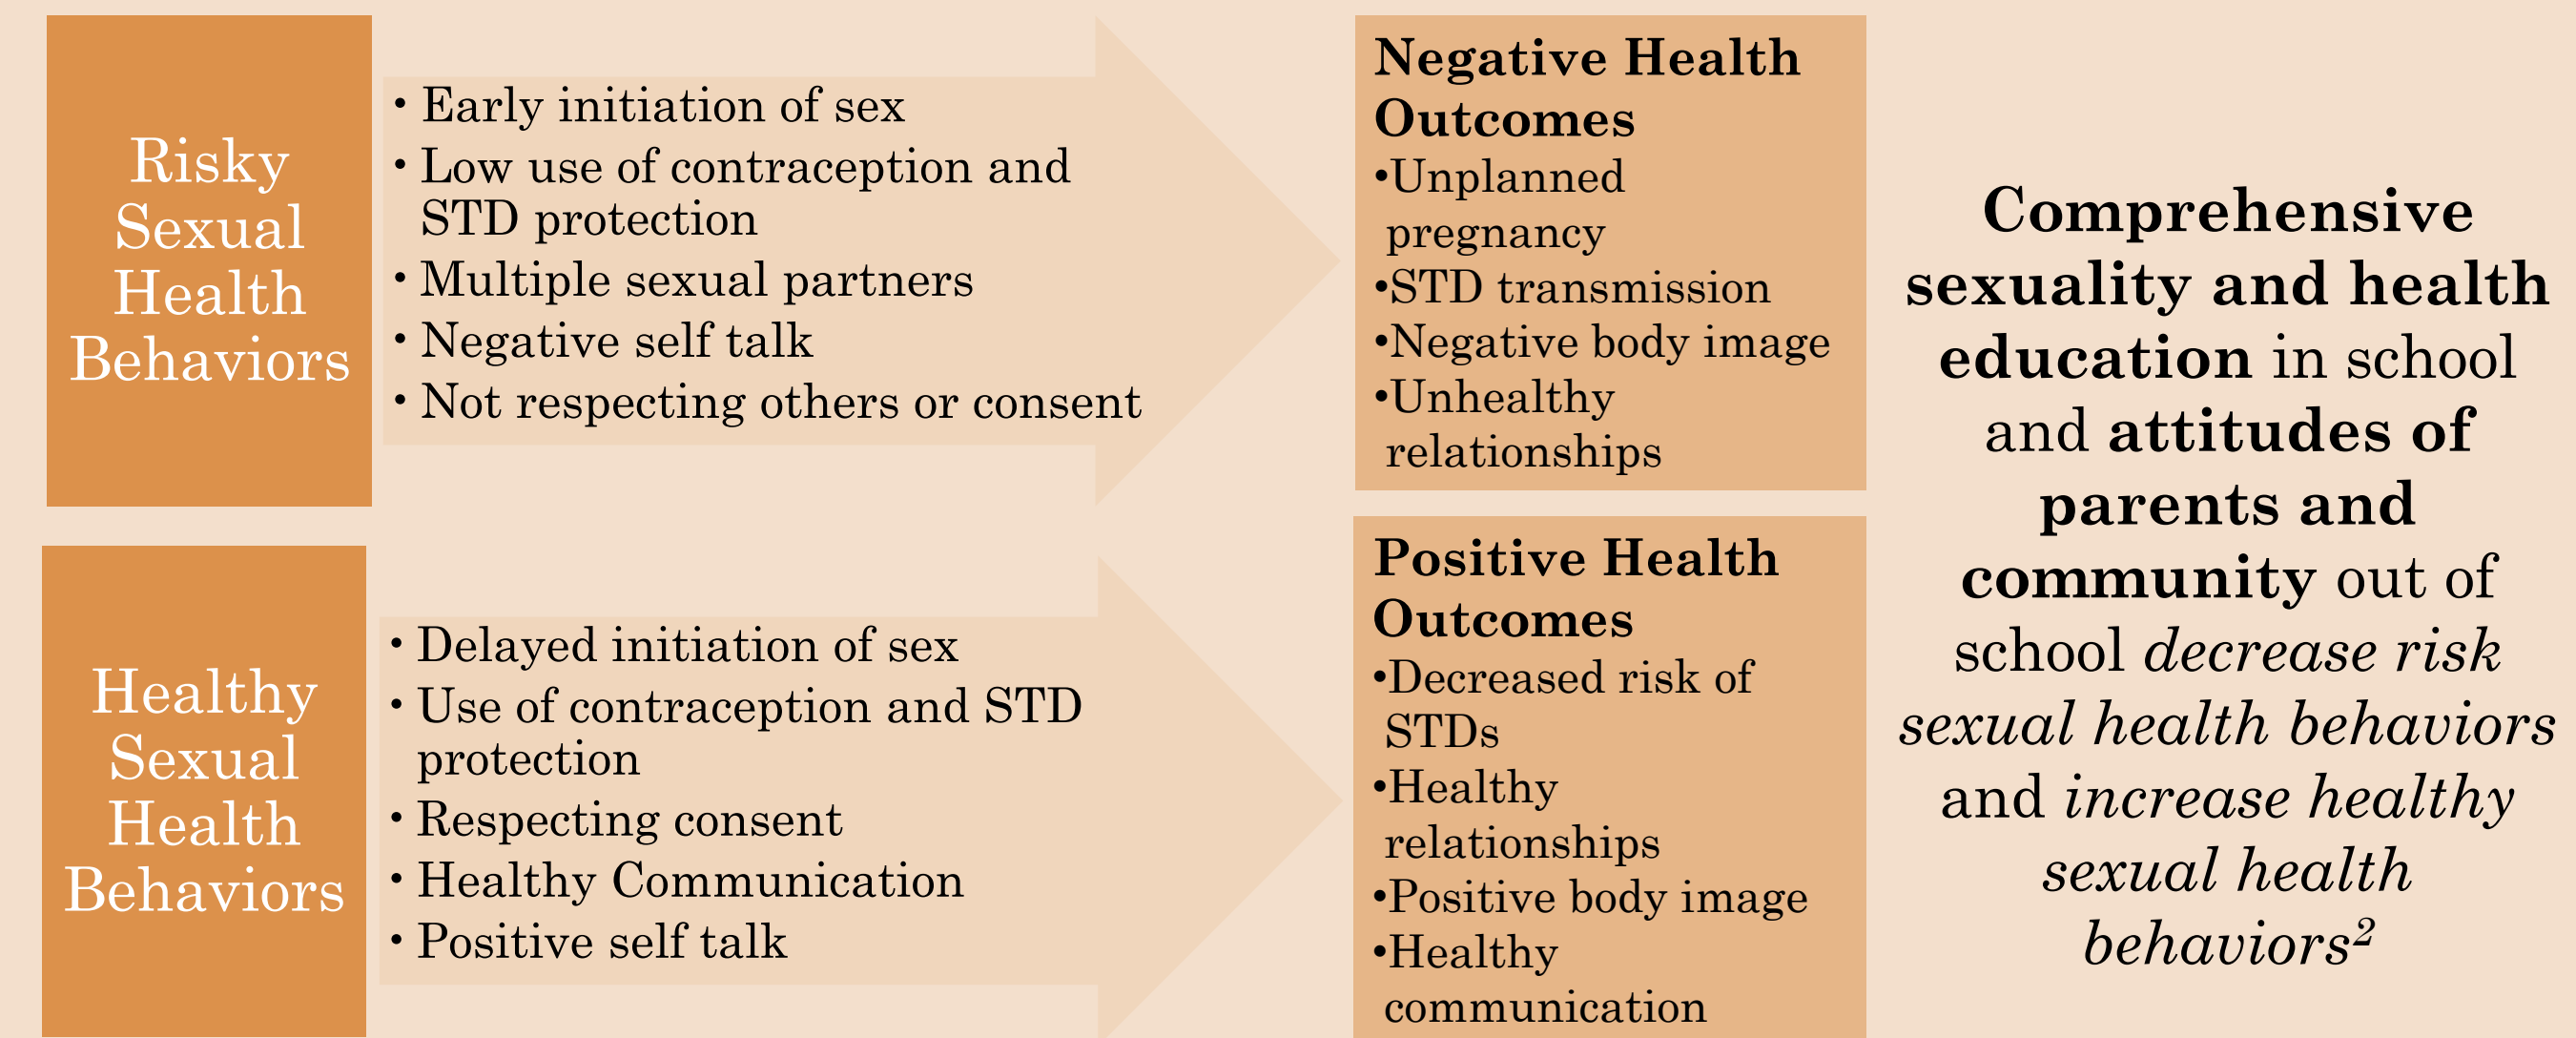 Risky
Sexual
Health
Behaviors
• Early initiation of sex
• Low use of contraception and
STD protection
• Multiple sexual partners
• Negative self talk
• Not respecting others or consent
Negative Health
Outcomes
•Unplanned
pregnancy
•STD transmission
•Negative body image
•Unhealthy
relationships
Healthy
Sexual
Health
Behaviors
• Delayed initiation of sex
• Use of contraception and STD
protection
• Respecting consent
• Healthy Communication
• Positive self talk
Positive Health
Outcomes
•Decreased risk of
STDs
•Healthy
relationships
•Positive body image
•Healthy
communication
Comprehensive
sexuality and health
education in school
and attitudes of
parents and
community out of
school decrease risk
sexual health behaviors
and increase healthy
sexual health
behaviors²